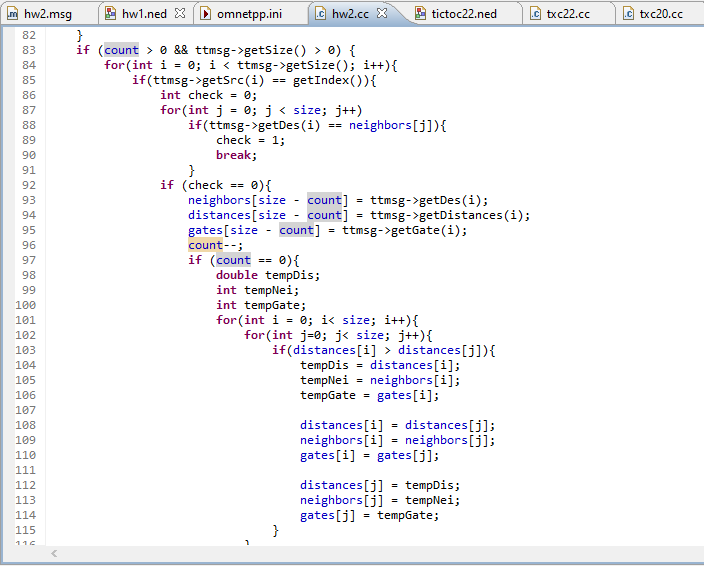 hw2.msg hw1.ned omnetpp.ini hw2.cc tictoc22.ned txc22.cc txc20.cc
82 }
83 if (count > 0 && ttmsg->getSize() > 0) {
84 for(int i = 0; i < ttmsg->getSize(); i++){
85 if(ttmsg->getSrc(i) == getIndex()){
86 int check = 0;
87 for(int j = 0; j < size; j++)
88 if(ttmsg->getDes(i) == neighbors[j]){
89 check = 1;
90 break;
91 }
92 if (check == 0){
93 neighbors[size - count] = ttmsg->getDes(i);
94 distances[size - count] = ttmsg->getDistances(i);
95 gates[size - count] = ttmsg->getGate(i);
96 count--;
97 if (count == 0){
98 double tempDis;
99 int tempNei;
100 int tempGate;
101 for(int i = 0; i< size; i++){
102 for(int j=0; j< size; j++){
103 if(distances[i] > distances[j]){
104 tempDis = distances[i];
105 tempNei = neighbors[i];
106 tempGate = gates[i];
107
108 distances[i] = distances[j];
109 neighbors[i] = neighbors[j];
110 gates[i] = gates[j];
111
112 distances[j] = tempDis;
113 neighbors[j] = tempNei;
114 gates[j] = tempGate;
115 }
116 }